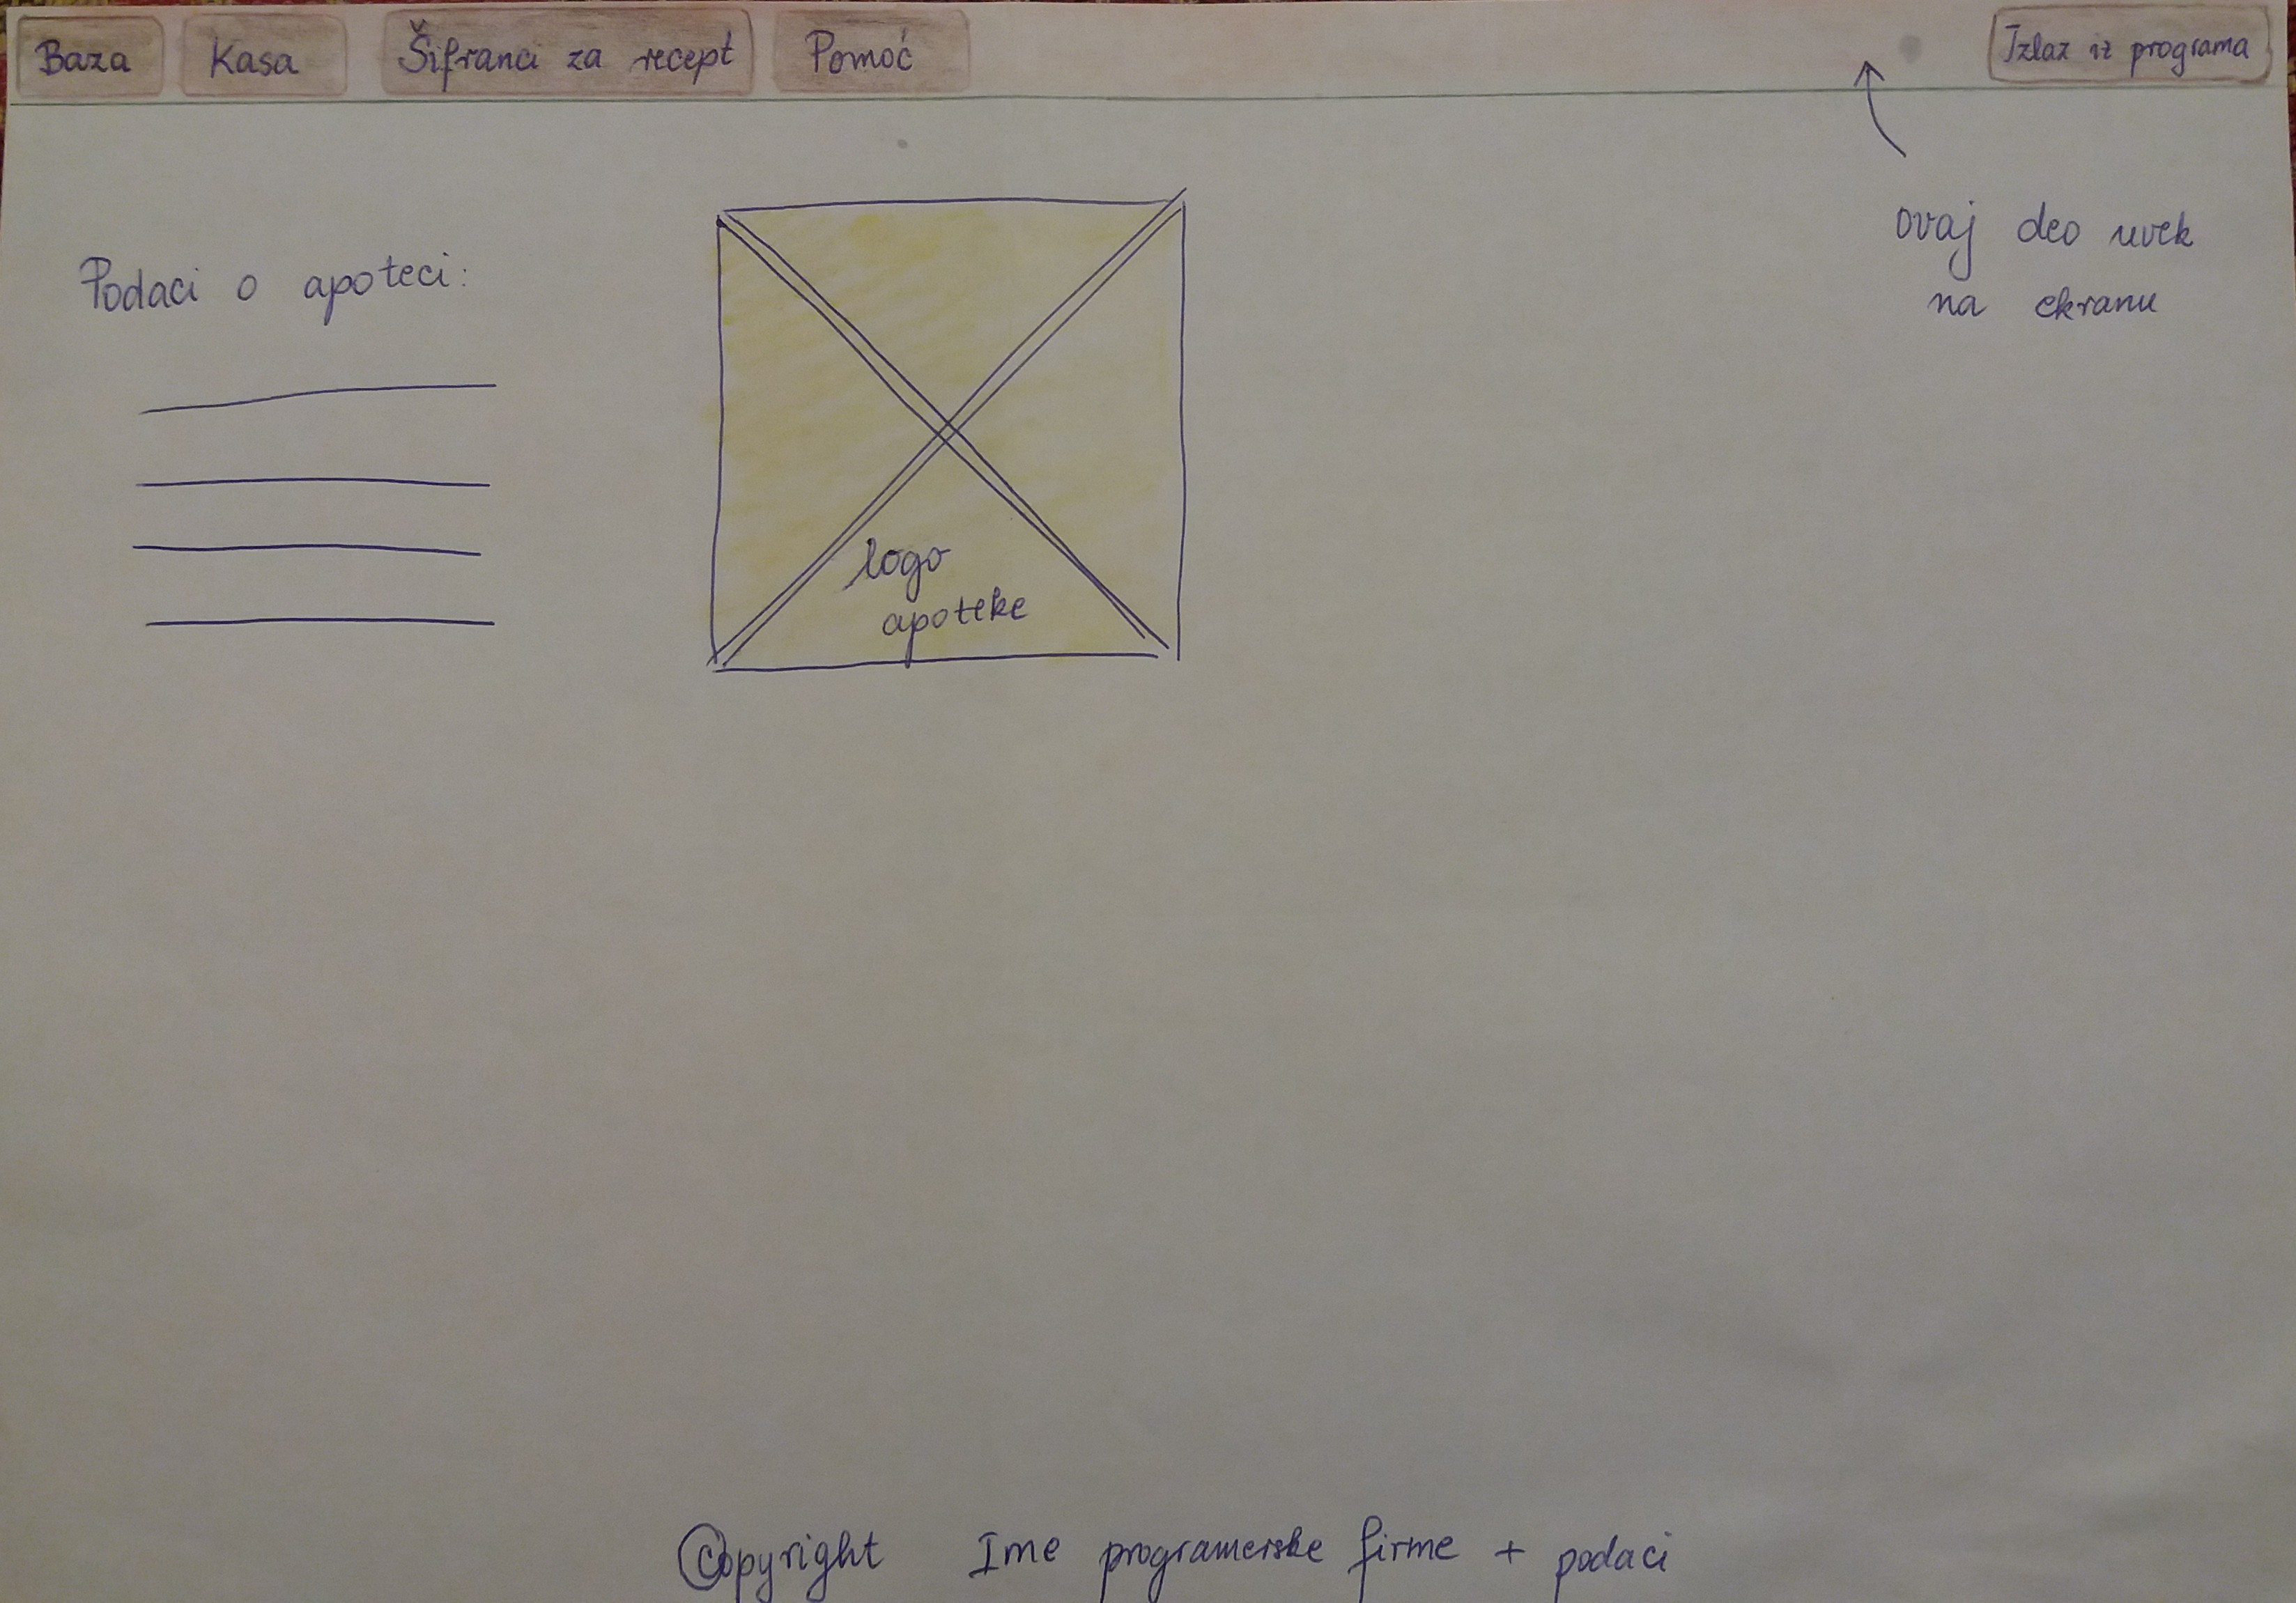 Baza Kasa Šifranci za recept Pomoć Izlaz iz programa
ovaj deo uvek
na ekranu
Podaci o apoteci:
logo
apoteke
©opyright Ime programerske firme + podaci